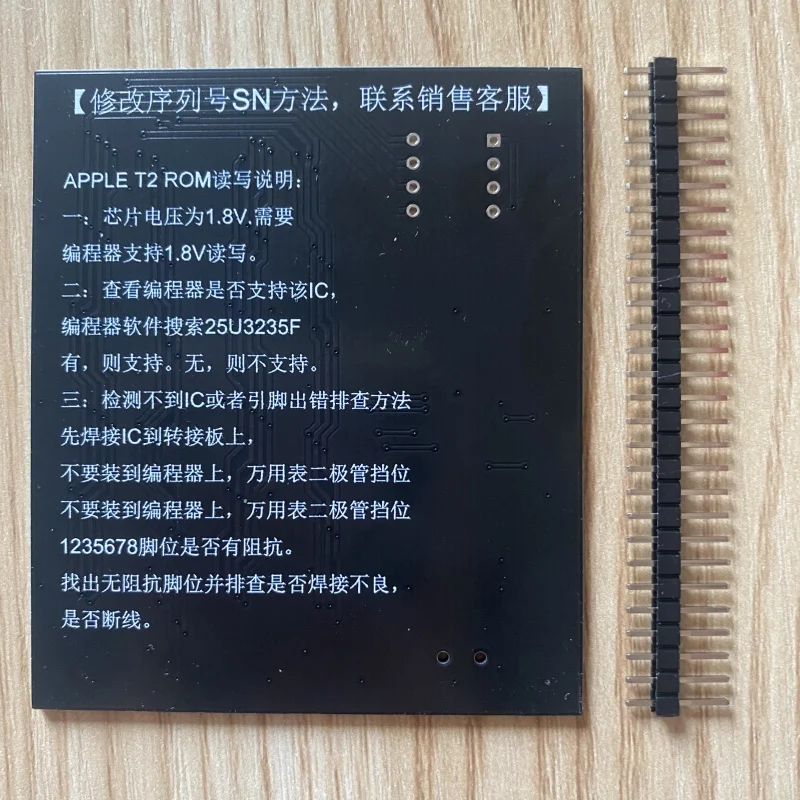 【修改序列号SN方法，联系销售客服】
APPLE T2 ROM读写说明：
一：芯片电压为1.8V,需要
编程器支持1.8V读写。
二：查看编程器是否支持该IC，
编程器软件搜索25U3235F
有，则支持。无，则不支持。
三：检测不到IC或者引脚出错排查方法
先焊接IC到转接板上，
不要装到编程器上，万用表二极管挡位
不要装到编程器上，万用表二极管挡位
1235678脚位是否有阻抗。
找出无阻抗脚位并排查是否焊接不良，
是否断线。